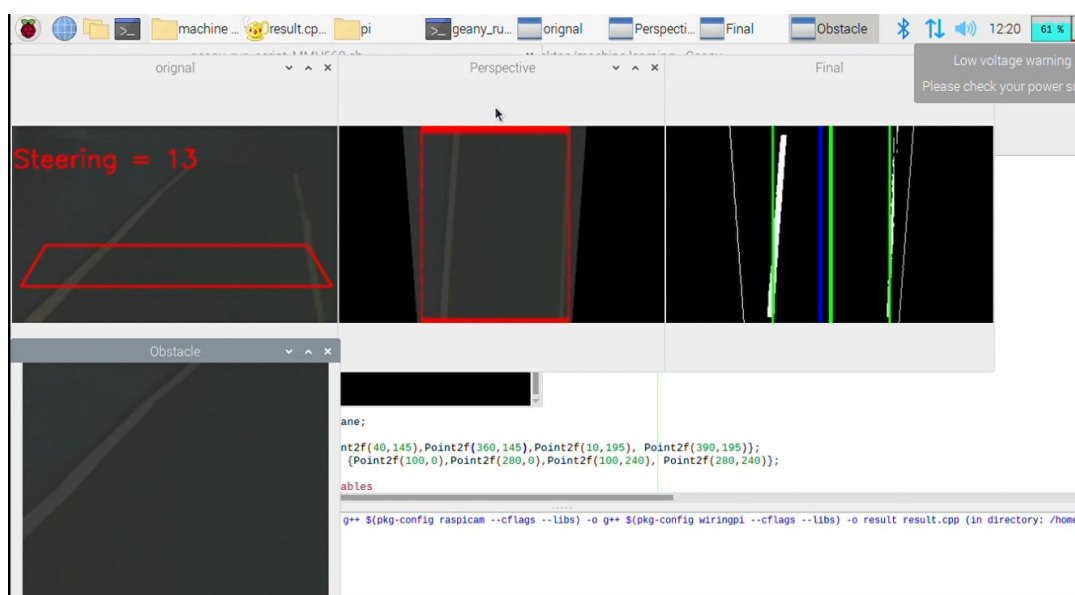 machine ... result.cp... pi geany_ru... orignal Perspecti... Final Obstacle 12:20 61 %
Low voltage warning
Please check your power su
orignal Perspective Final
Steering = 13
Obstacle
ane;
nt2f(40,145),Point2f(360,145),Point2f(10,195), Point2f(390,195)};
{Point2f(100,0),Point2f(280,0),Point2f(100,240), Point2f(280,240)};
ables
g++ $(pkg-config raspicam --cflags --libs) -o g++ $(pkg-config wiringpi --cflags --libs) -o result result.cpp (in directory: /home